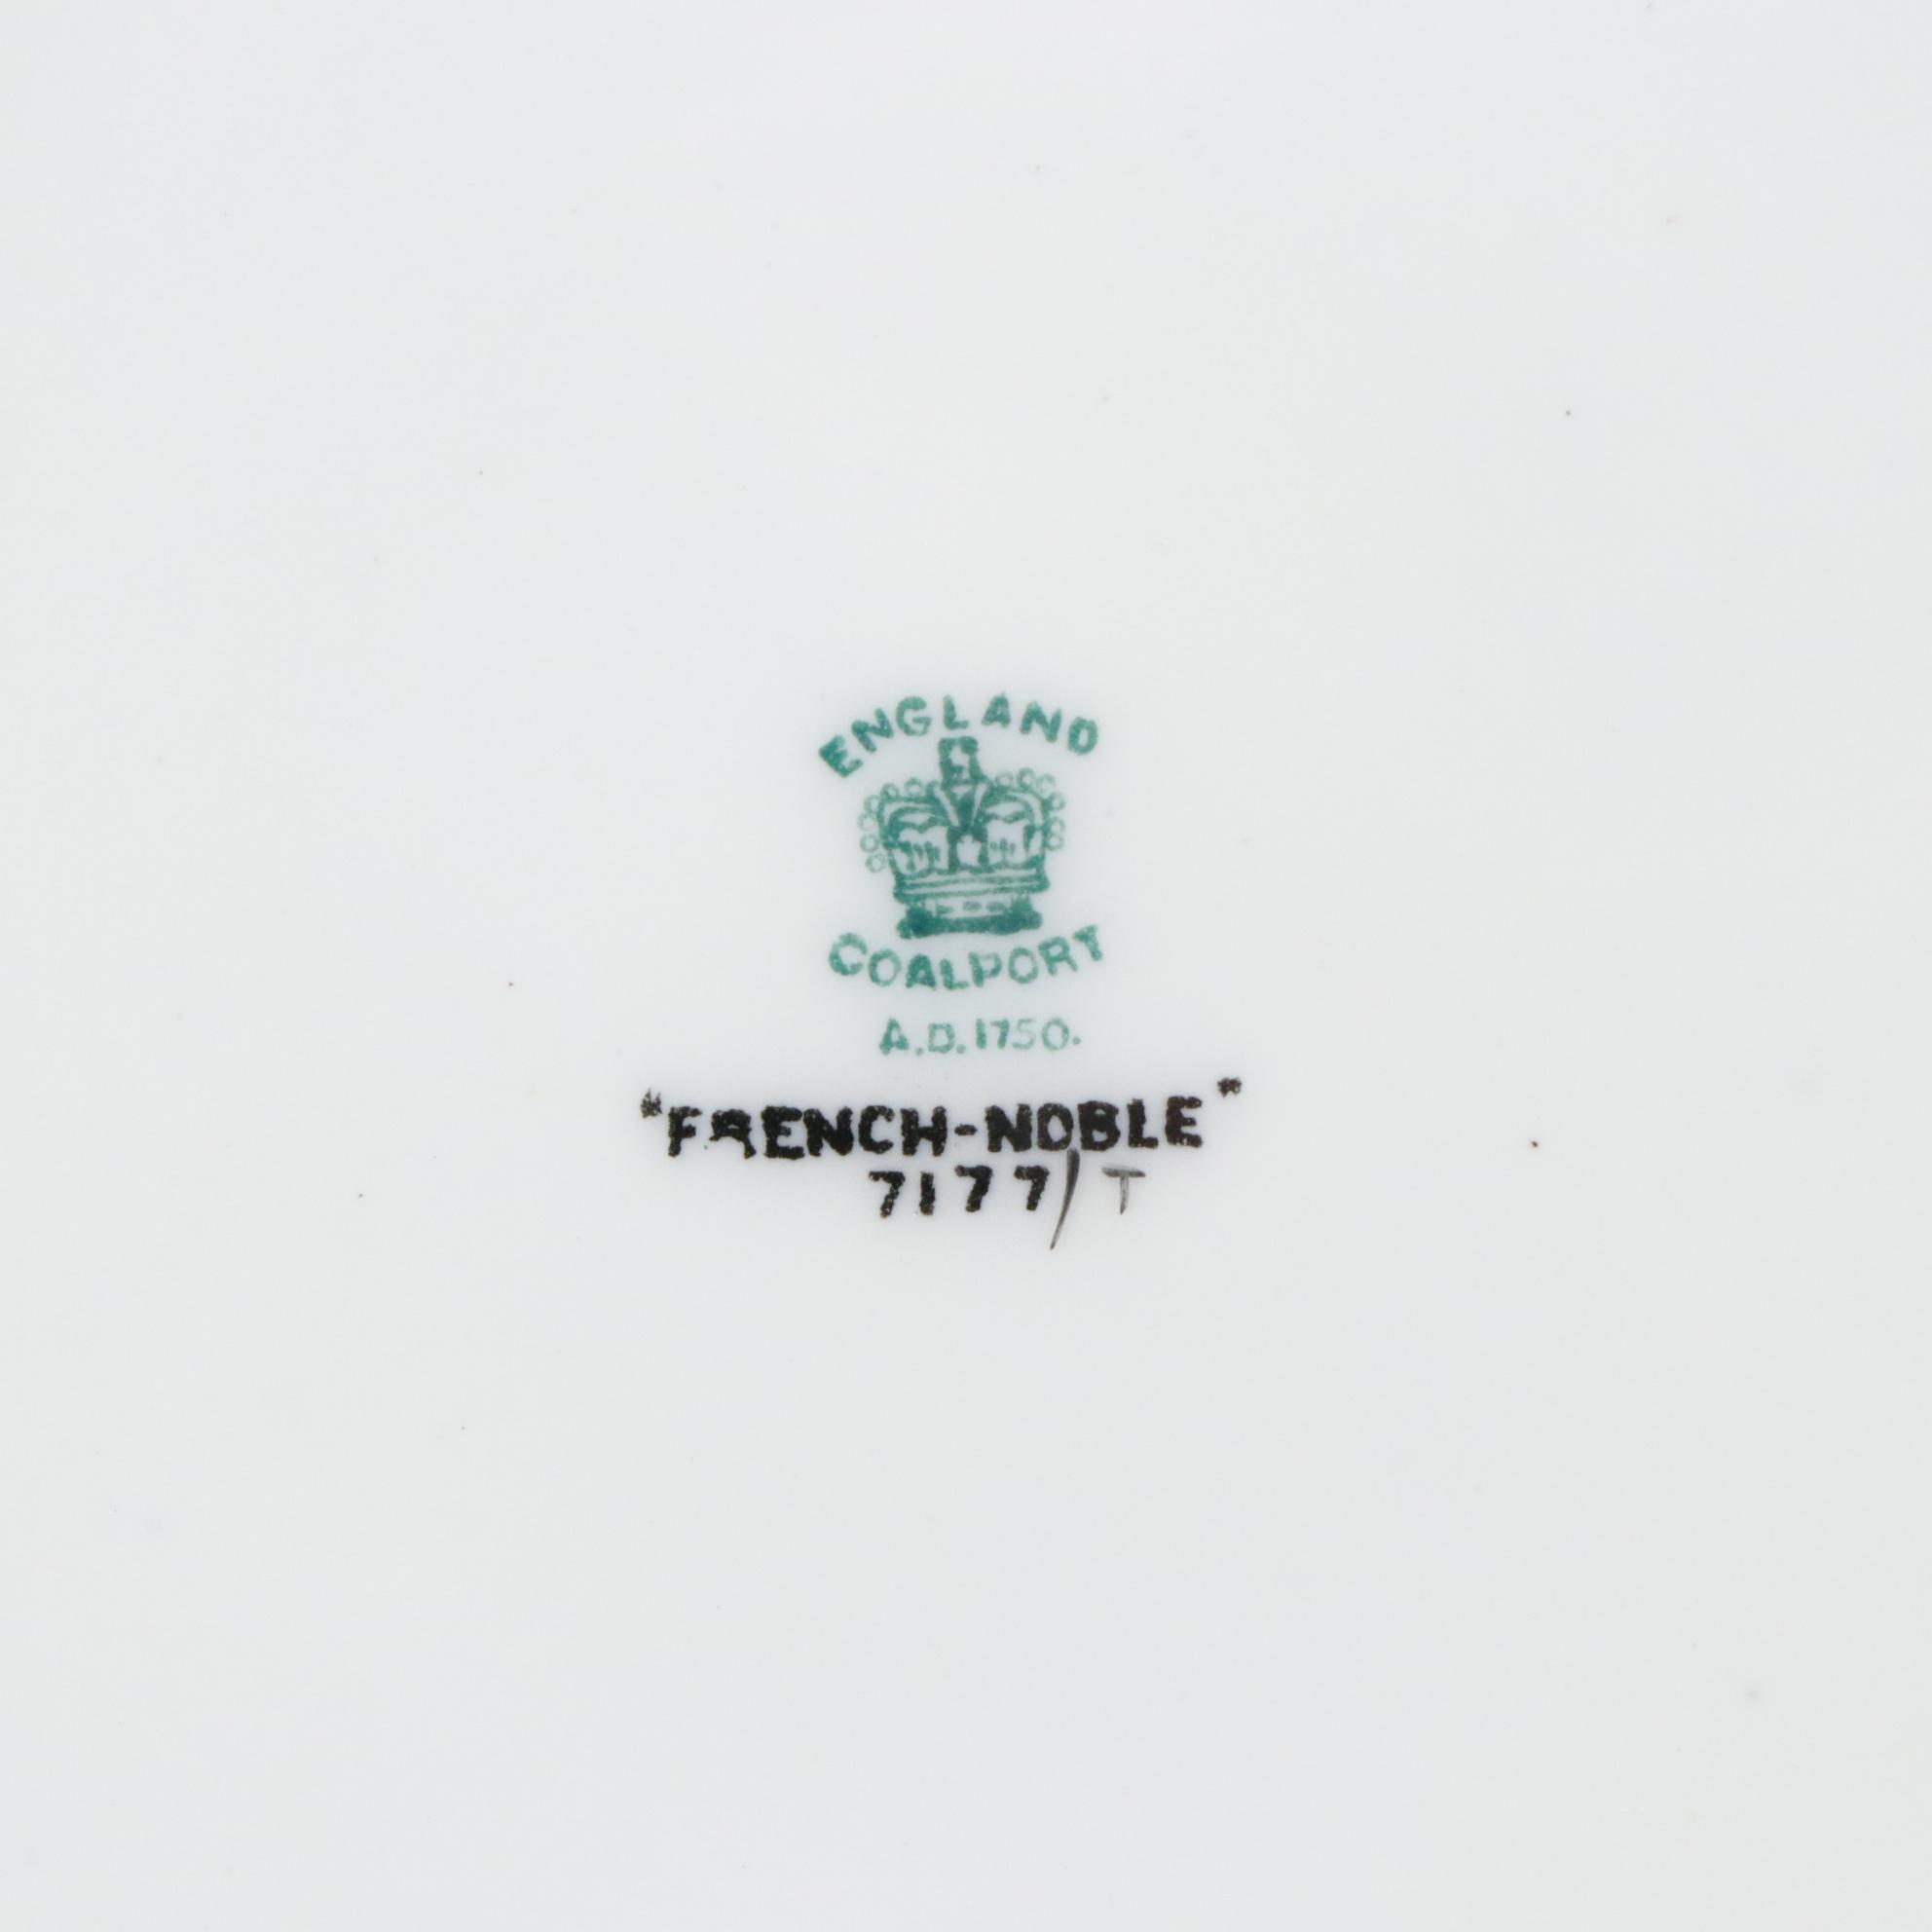 ENGLAND
COALPORT
A.D.1750.
"FRENCH-NOBLE"
7177/T